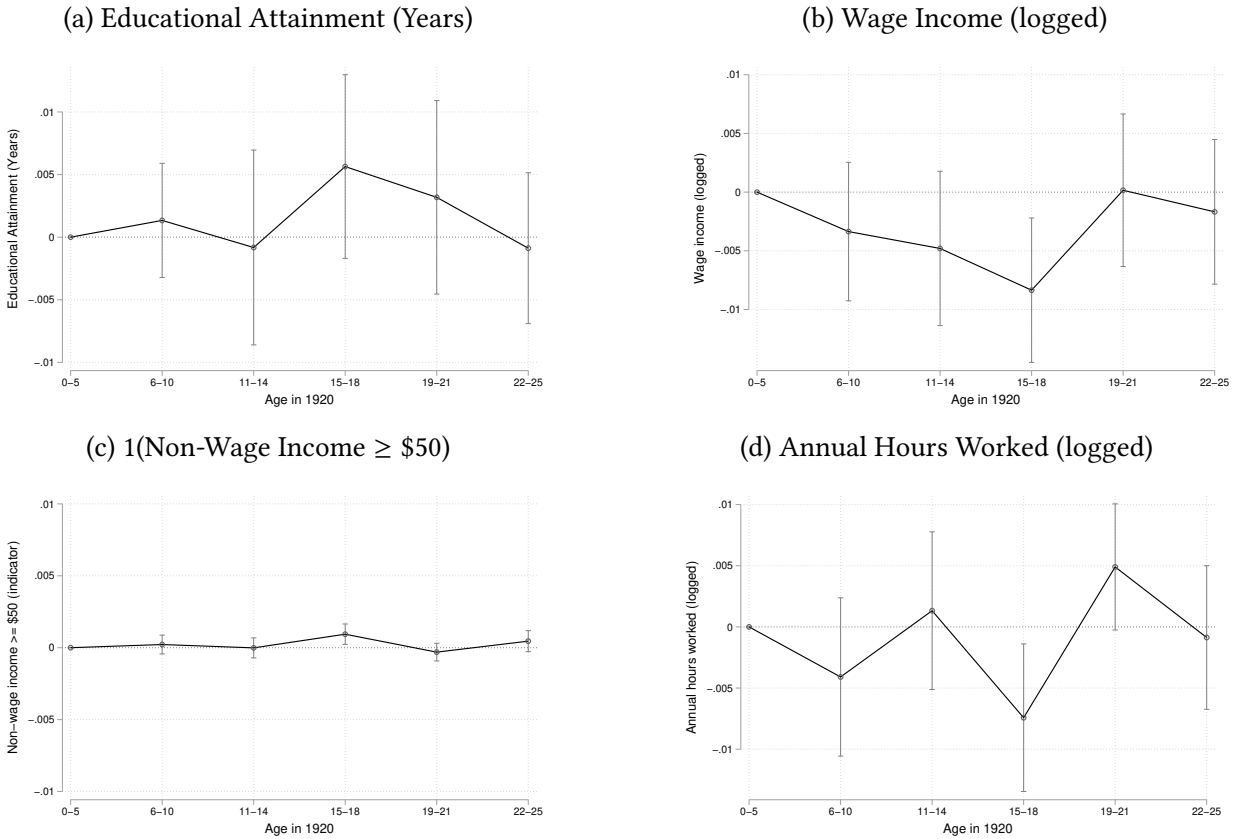 (a) Educational Attainment (Years)
.01
.005
0
−.005
−.01
Educational Attainment (Years)
0−5 6−10 11−14 15−18 19−21 22−25
Age in 1920
(b) Wage Income (logged)
.01
.005
0
−.005
−.01
Wage income (logged)
0−5 6−10 11−14 15−18 19−21 22−25
Age in 1920
(c) 1(Non-Wage Income ≥ $50)
.01
.005
0
−.005
−.01
Non−wage income >= $50 (indicator)
0−5 6−10 11−14 15−18 19−21 22−25
Age in 1920
(d) Annual Hours Worked (logged)
.01
.005
0
−.005
−.01
Annual hours worked (logged)
0−5 6−10 11−14 15−18 19−21 22−25
Age in 1920